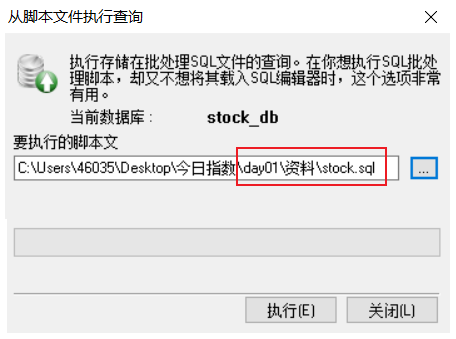 从脚本文件执行查询
执行存储在批处理SQL文件的查询。在你想执行SQL批处
理脚本，却又不想将其载入SQL编辑器时，这个选项非常
有用。
当前数据库： stock_db
要执行的脚本文
C:\Users\46035\Desktop\今日指数\day01\资料\stock.sql ...
执行(E) 关闭(L)